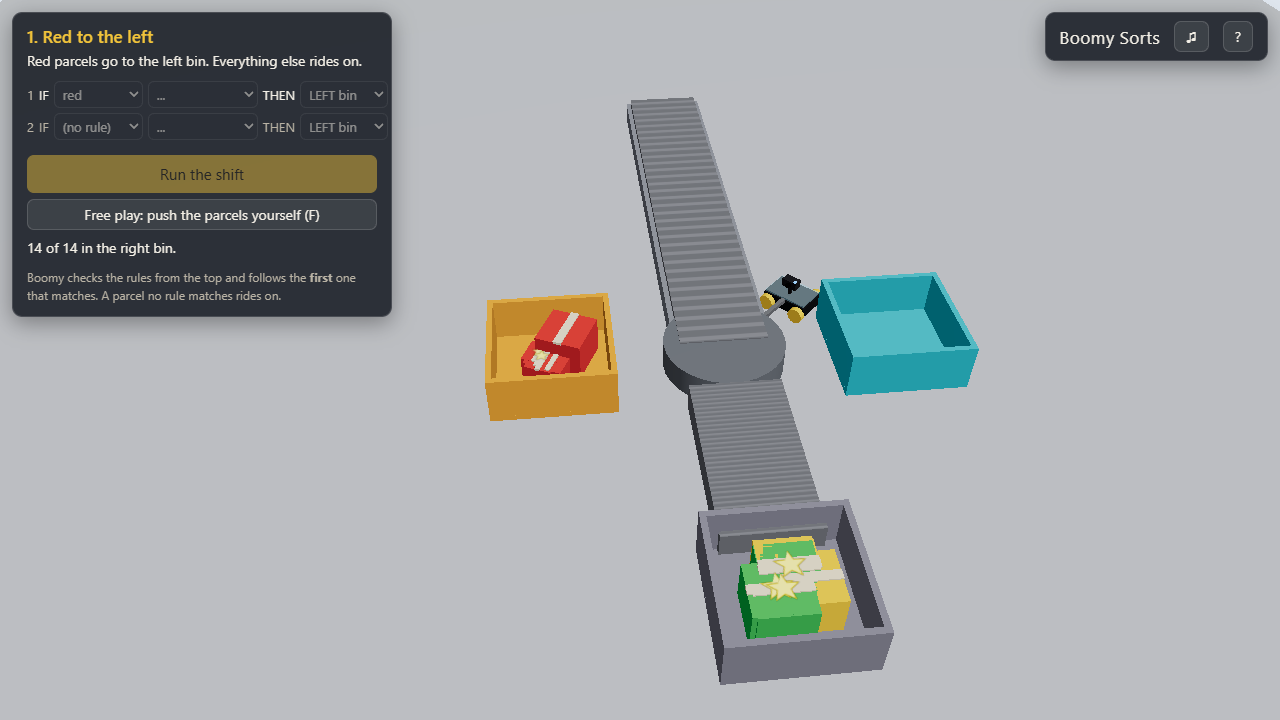 1. Red to the left
Red parcels go to the left bin. Everything else rides on.
1 IF red ... THEN LEFT bin
2 IF (no rule) ... THEN LEFT bin
Run the shift
Free play: push the parcels yourself (F)
14 of 14 in the right bin.
Boomy checks the rules from the top and follows the first one
that matches. A parcel no rule matches rides on.
Boomy Sorts ♫ ?